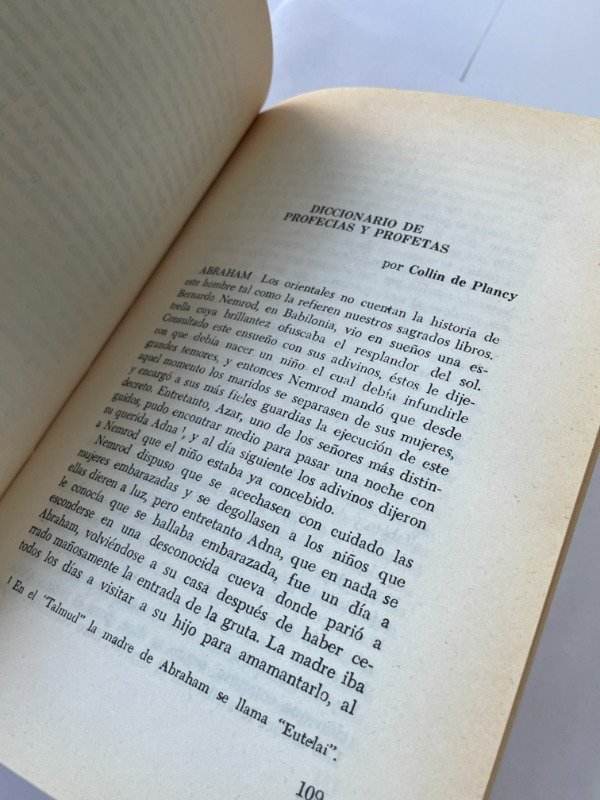 DICCIONARIO DE
PROFECIAS Y PROFETAS
por Collin de Plancy
ABRAHAM Los orientales no cuentan la historia de
este hombre tal como la refieren nuestros sagrados libros.
Bernardo Nemrod, en Babilonia, vio en sueños una es-
trella cuya brillantez ofuscaba el resplandor del sol.
Consultado este ensueño con sus adivinos, éstos le dije-
ron que debía nacer un niño el cual debía infundirle
grandes temores, y entonces Nemrod mandó que desde
aquel momento los maridos se separasen de sus mujeres,
y encargó a sus más fieles guardias la ejecución de este
decreto. Entretanto, Azar, uno de los señores más distin-
guidos, pudo encontrar medio para pasar una noche con
su querida Adna ¹ y al día siguiente los adivinos dijeron
a Nemrod que el niño estaba ya concebido.
Nemrod dispuso que se acechasen con cuidado las
mujeres embarazadas y se degollasen a los niños que
ellas dieren a luz, pero entretanto Adna, que en nada se
le conocía que se hallaba embarazada, fue un día a
esconderse en una desconocida cueva donde parió a
Abraham, volviéndose a su casa después de haber ce-
rrado mañosamente la entrada de la gruta. La madre iba
todos los días a visitar a su hijo para amamantarlo, al
¹ En el "Talmud" la madre de Abraham se llama "Eutelai".
109